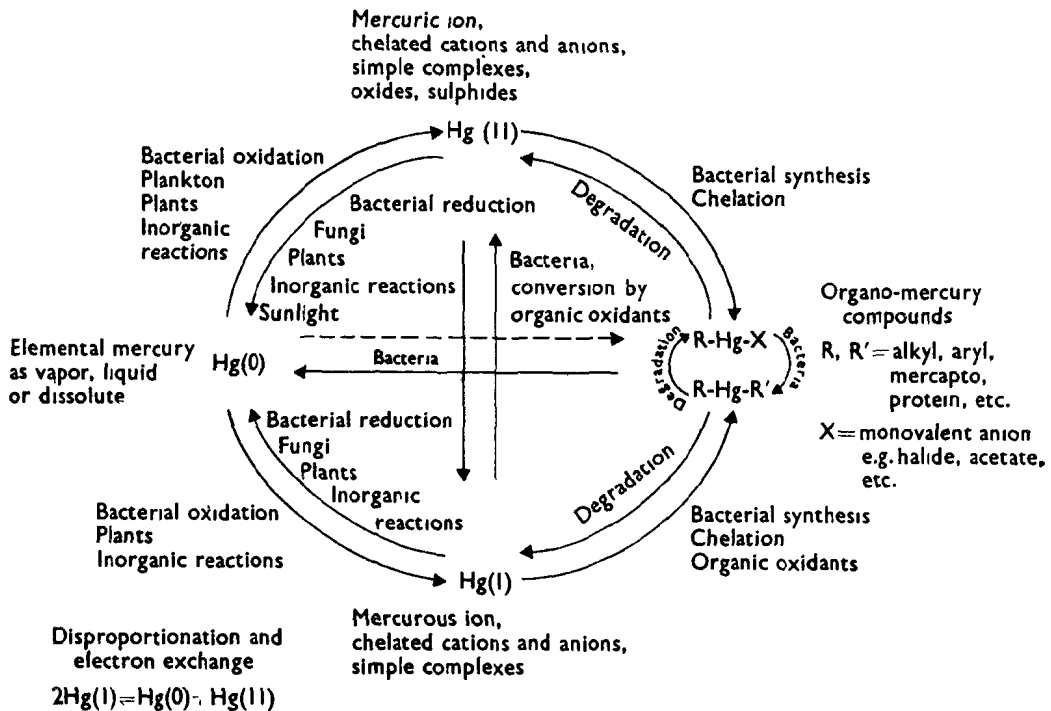 Mercuric ion,
chelated cations and anions,
simple complexes,
oxides, sulphides
Hg (II)
Bacterial oxidation
Plankton
Plants
Inorganic
reactions
Bacterial reduction
Fungi
Plants
Inorganic reactions
Sunlight
Degradation
Bacterial synthesis
Chelation
Bacteria,
conversion by
organic oxidants
Organo-mercury
compounds
R, R'=alkyl, aryl,
mercapto,
protein, etc.
X=monovalent anion
e.g. halide, acetate,
etc.
Elemental mercury
as vapor, liquid
or dissolute
Hg(0)
Bacteria
Degradation
R-Hg-X
R-Hg-R'
Bacteria
Bacterial reduction
Fungi
Plants
Inorganic
reactions
Degradation
Bacterial oxidation
Plants
Inorganic reactions
Bacterial synthesis
Chelation
Organic oxidants
Hg(I)
Mercurous ion,
chelated cations and anions,
simple complexes
Disproportionation and
electron exchange
2Hg(I)=Hg(0)- Hg(II)